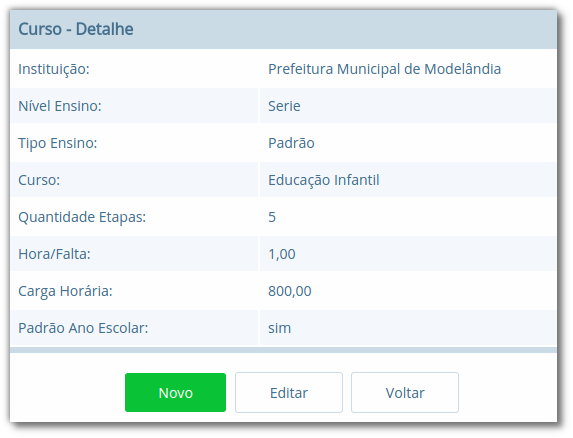 Curso - Detalhe
Instituição: Prefeitura Municipal de Modelândia
Nível Ensino: Serie
Tipo Ensino: Padrão
Curso: Educação Infantil
Quantidade Etapas: 5
Hora/Falta: 1,00
Carga Horária: 800,00
Padrão Ano Escolar: sim
Novo Editar Voltar